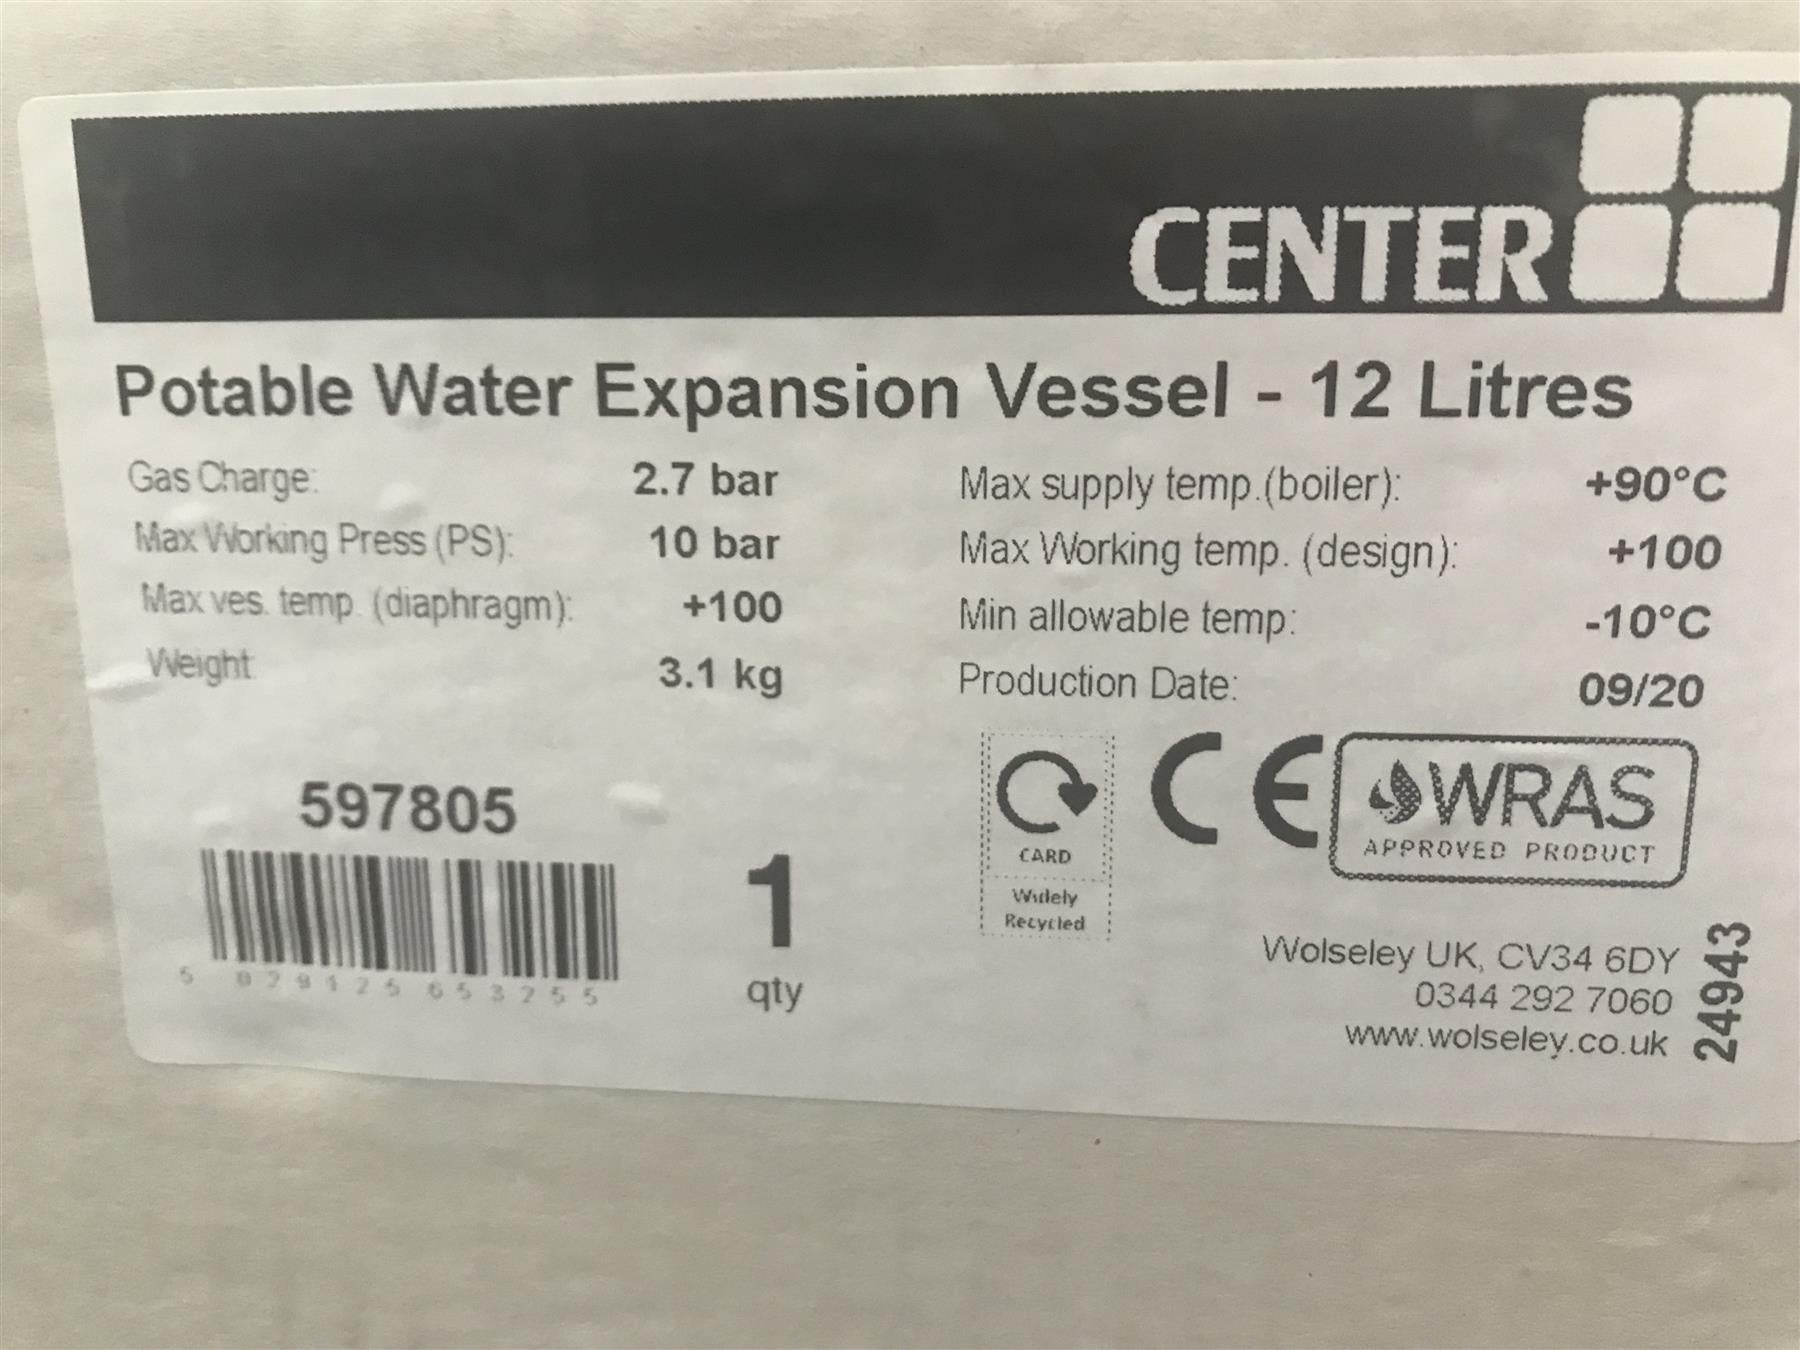 CENTER
Potable Water Expansion Vessel - 12 Litres
Gas Charge: 2.7 bar
Max Working Press (PS): 10 bar
Max ves. temp. (diaphragm): +100
Weight: 3.1 kg
Max supply temp.(boiler): +90°C
Max Working temp. (design): +100
Min allowable temp: -10°C
Production Date: 09/20
597805
1
qty
CARD
Widely
Recycled
CE
WRAS
APPROVED PRODUCT
Wolseley UK, CV34 6DY
0344 292 7060
www.wolseley.co.uk
24943